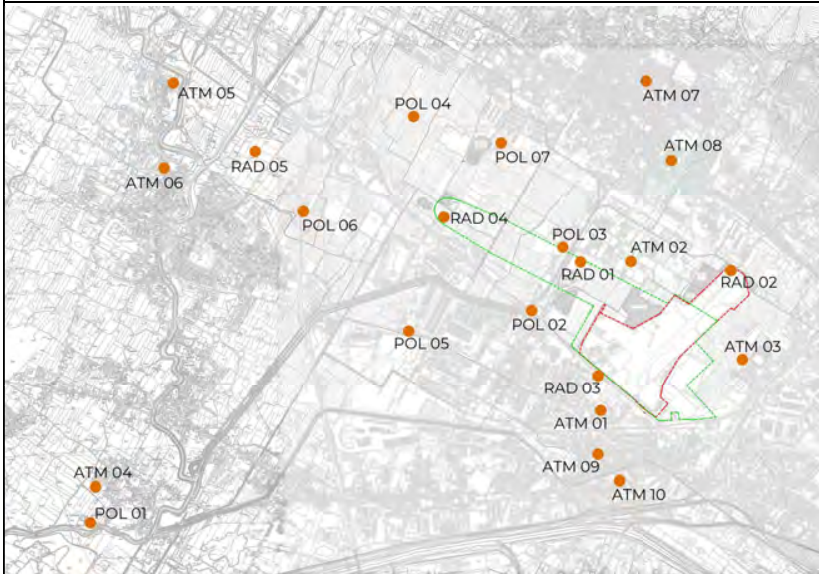 ATM 05
ATM 07
POL 04
POL 07
RAD 05
ATM 08
ATM 06
POL 06
RAD 04
POL 03
ATM 02
RAD 01
RAD 02
POL 02
POL 05
ATM 03
RAD 03
ATM 01
ATM 09
ATM 04
ATM 10
POL 01